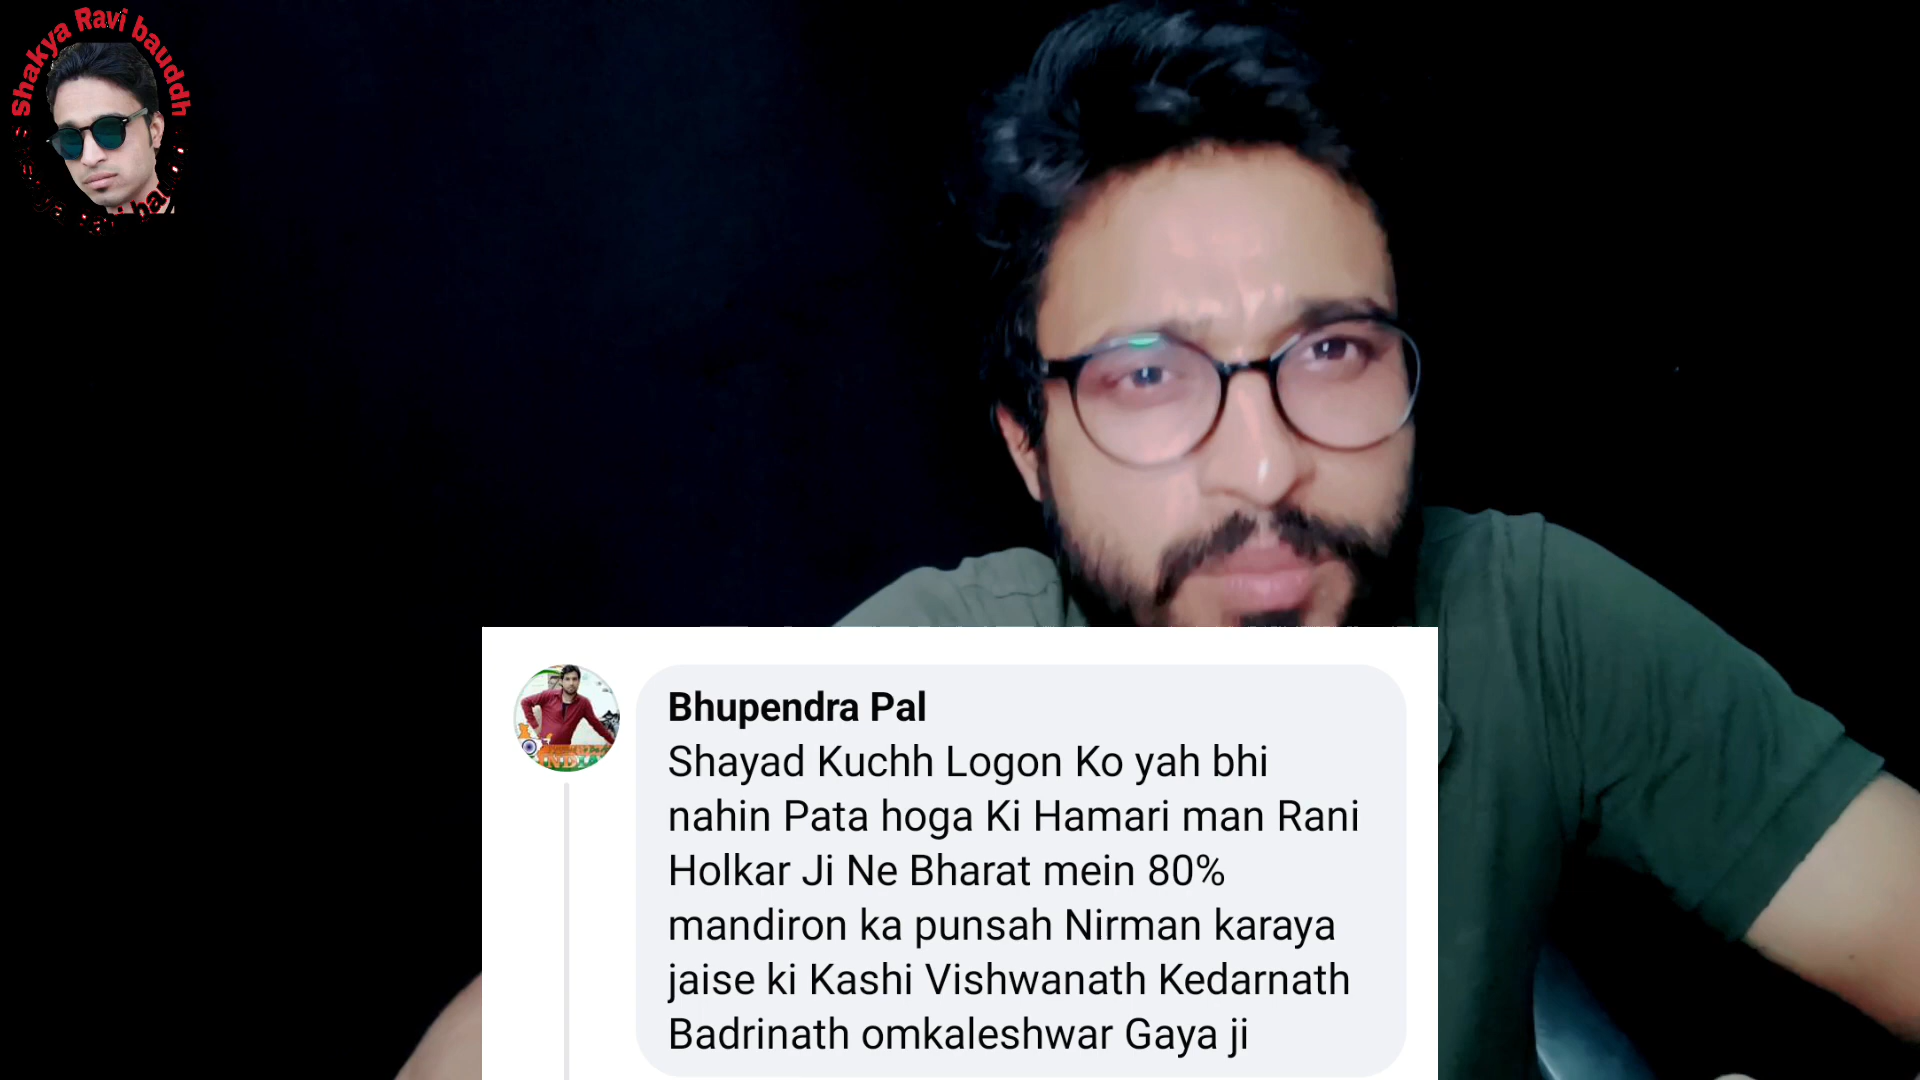 Shakya Ravi bauddh
Bhupendra Pal
Shayad Kuchh Logon Ko yah bhi
nahin Pata hoga Ki Hamari man Rani
Holkar Ji Ne Bharat mein 80%
mandiron ka punsah Nirman karaya
jaise ki Kashi Vishwanath Kedarnath
Badrinath omkaleshwar Gaya ji
INDIA